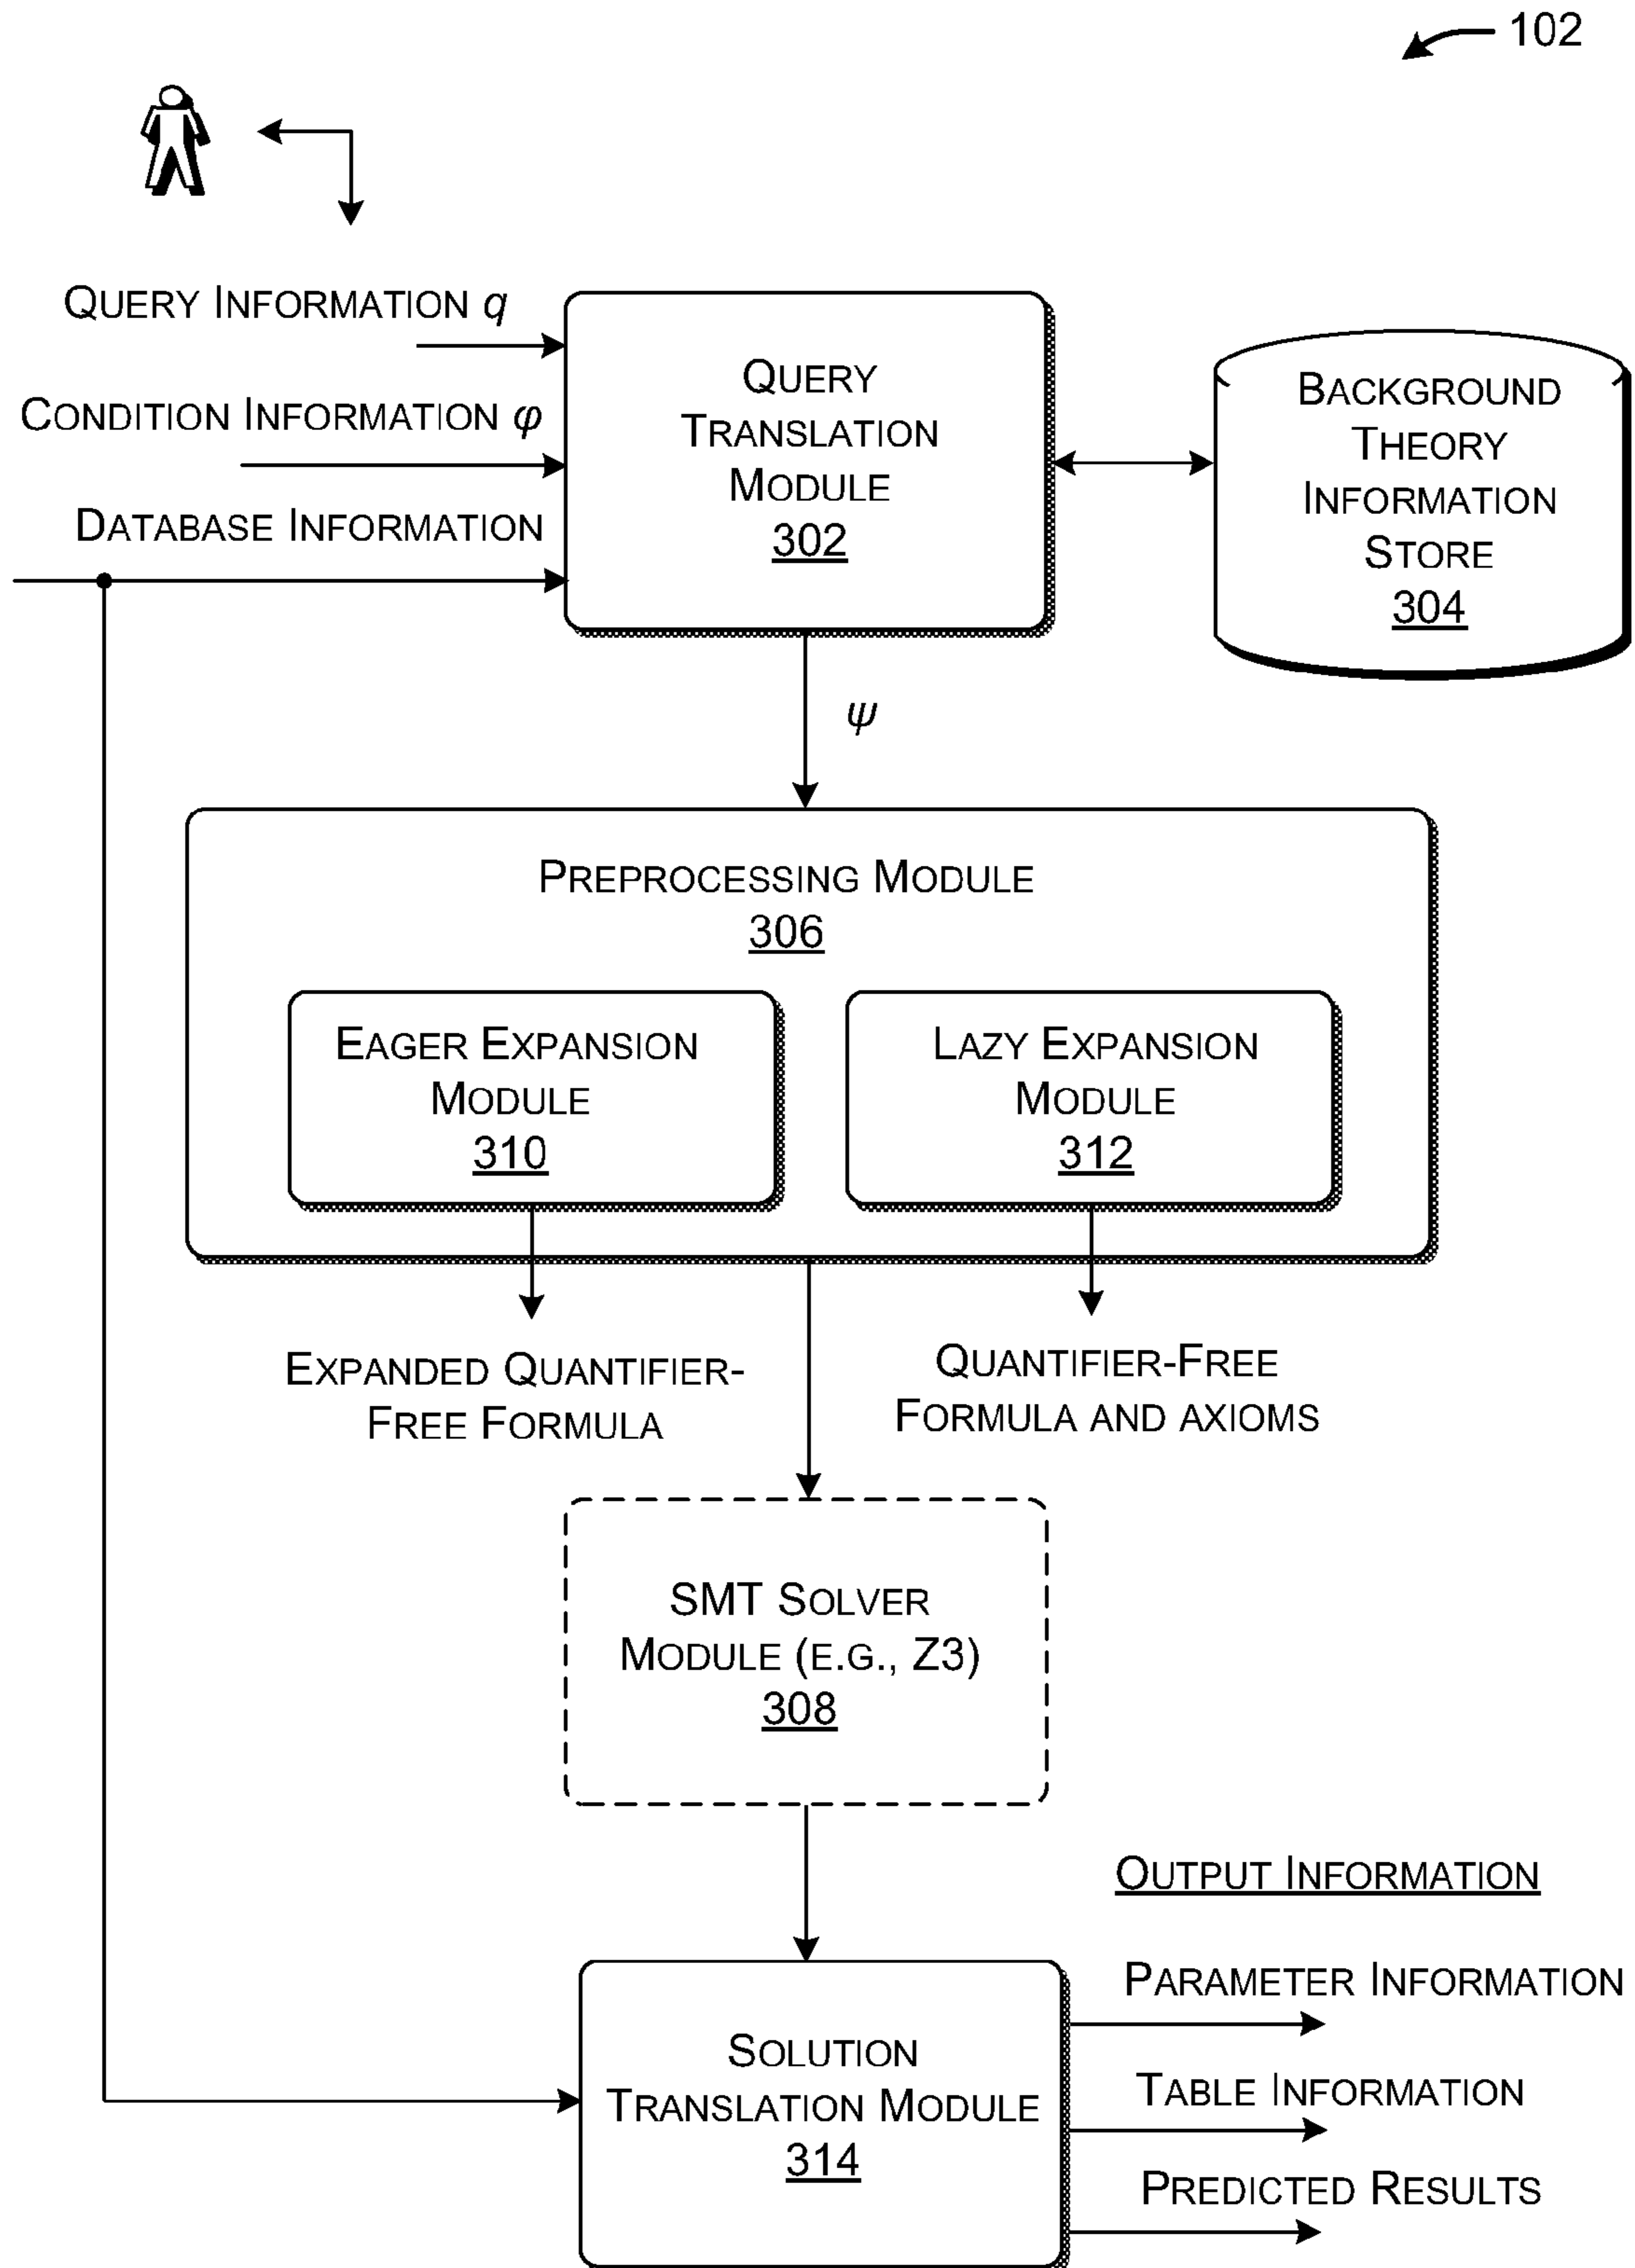 102
QUERY INFORMATION q
CONDITION INFORMATION φ
DATABASE INFORMATION
QUERY
TRANSLATION
MODULE
302
BACKGROUND
THEORY
INFORMATION
STORE
304
ψ
PREPROCESSING MODULE
306
EAGER EXPANSION
MODULE
310
LAZY EXPANSION
MODULE
312
EXPANDED QUANTIFIER-
FREE FORMULA
QUANTIFIER-FREE
FORMULA AND AXIOMS
SMT SOLVER
MODULE (E.G., Z3)
308
OUTPUT INFORMATION
SOLUTION
TRANSLATION MODULE
314
PARAMETER INFORMATION
TABLE INFORMATION
PREDICTED RESULTS